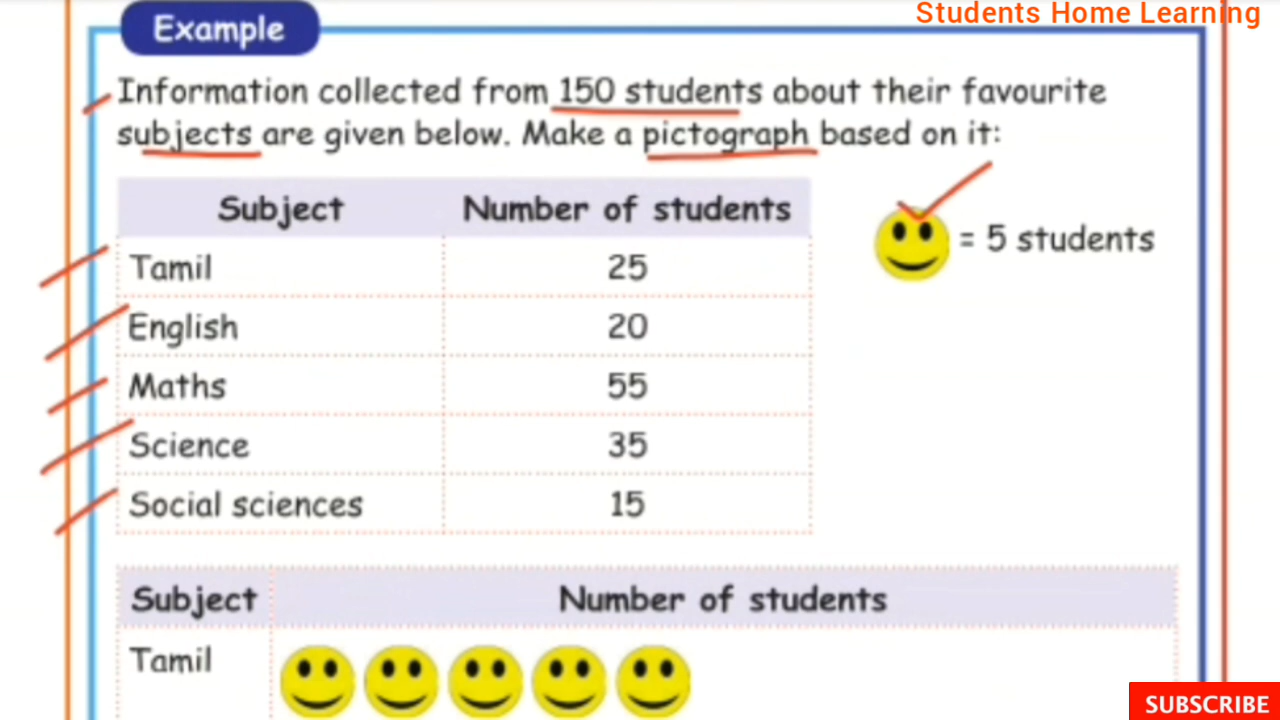 Students Home Learning
Example
Information collected from 150 students about their favourite
subjects are given below. Make a pictograph based on it:
Subject Number of students
= 5 students
Tamil 25
English 20
Maths 55
Science 35
Social sciences 15
Subject Number of students
Tamil
SUBSCRIBE